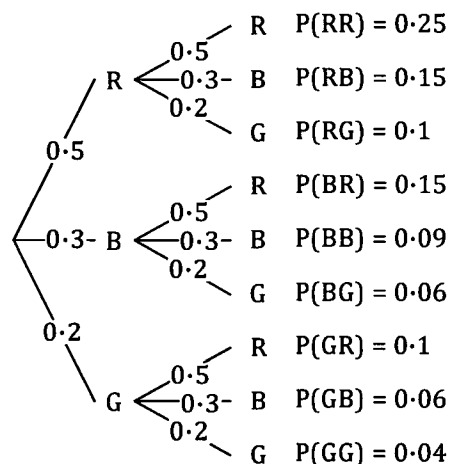 0·5 R P(RR) = 0·25
R 0·3 B P(RB) = 0·15
0·2 G P(RG) = 0·1
0·5
0·5 R P(BR) = 0·15
0·3 B 0·3 B P(BB) = 0·09
0·2 G P(BG) = 0·06
0·2
0·5 R P(GR) = 0·1
G 0·3 B P(GB) = 0·06
0·2 G P(GG) = 0·04